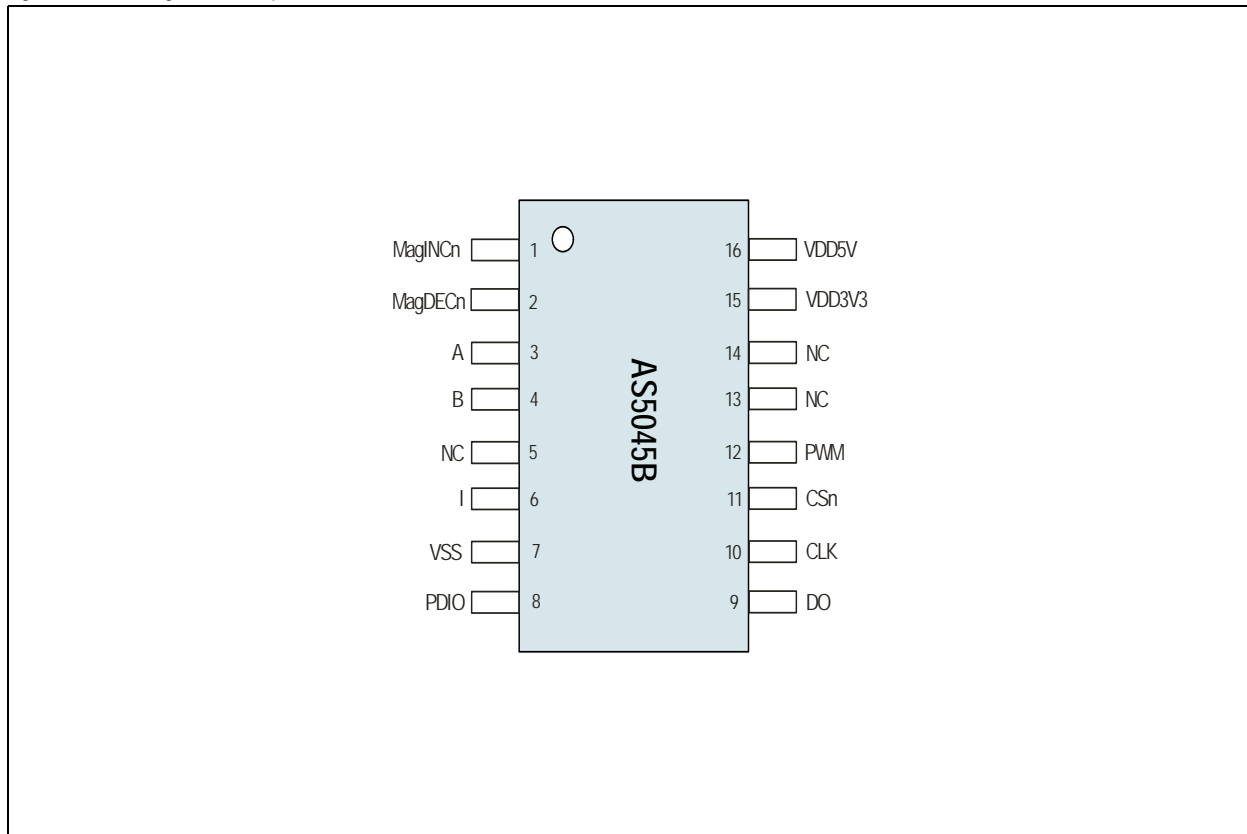 MagINCn 1 16 VDD5V
MagDECn 2 15 VDD3V3
A 3 14 NC
B 4 13 NC
NC 5 12 PWM
I 6 11 CSn
VSS 7 10 CLK
PDIO 8 9 DO
AS5045B